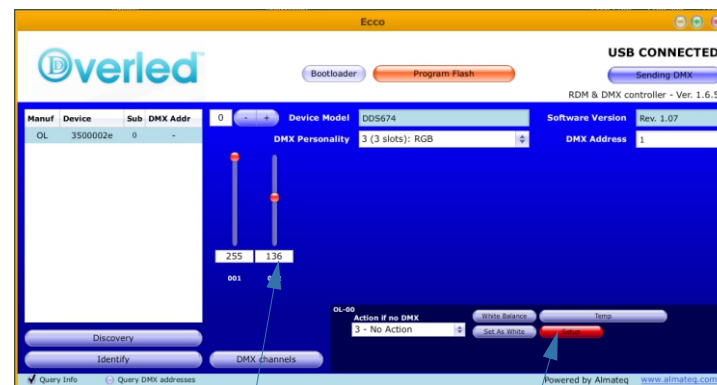 Ecco
Overled
USB CONNECTED
Bootloader Program Flash Sending DMX
RDM & DMX controller - Ver. 1.6.5
Manuf Device Sub DMX Addr 0 - + Device Model DDS674 Software Version Rev. 1.07
OL 3500002e 0 - DMX Personality 3 (3 slots): RGB DMX Address 1
255 136
001
OL-00
Action if no DMX White Balance Temp
3 - No Action Set As White
Discovery
Identify DMX channels
Query Info Query DMX addresses Powered by Almateq www.almateq.com